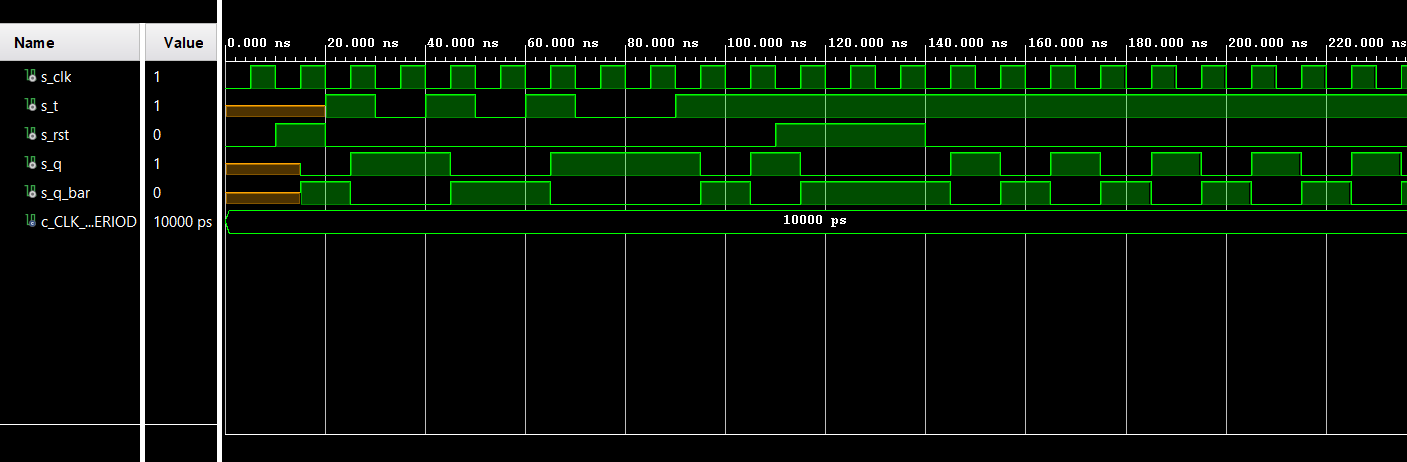 Name Value 0.000 ns 20.000 ns 40.000 ns 60.000 ns 80.000 ns 100.000 ns 120.000 ns 140.000 ns 160.000 ns 180.000 ns 200.000 ns 220.000 ns
s_clk 1
s_t 1
s_rst 0
s_q 1
s_q_bar 0
c_CLK_...ERIOD 10000 ps 10000 ps